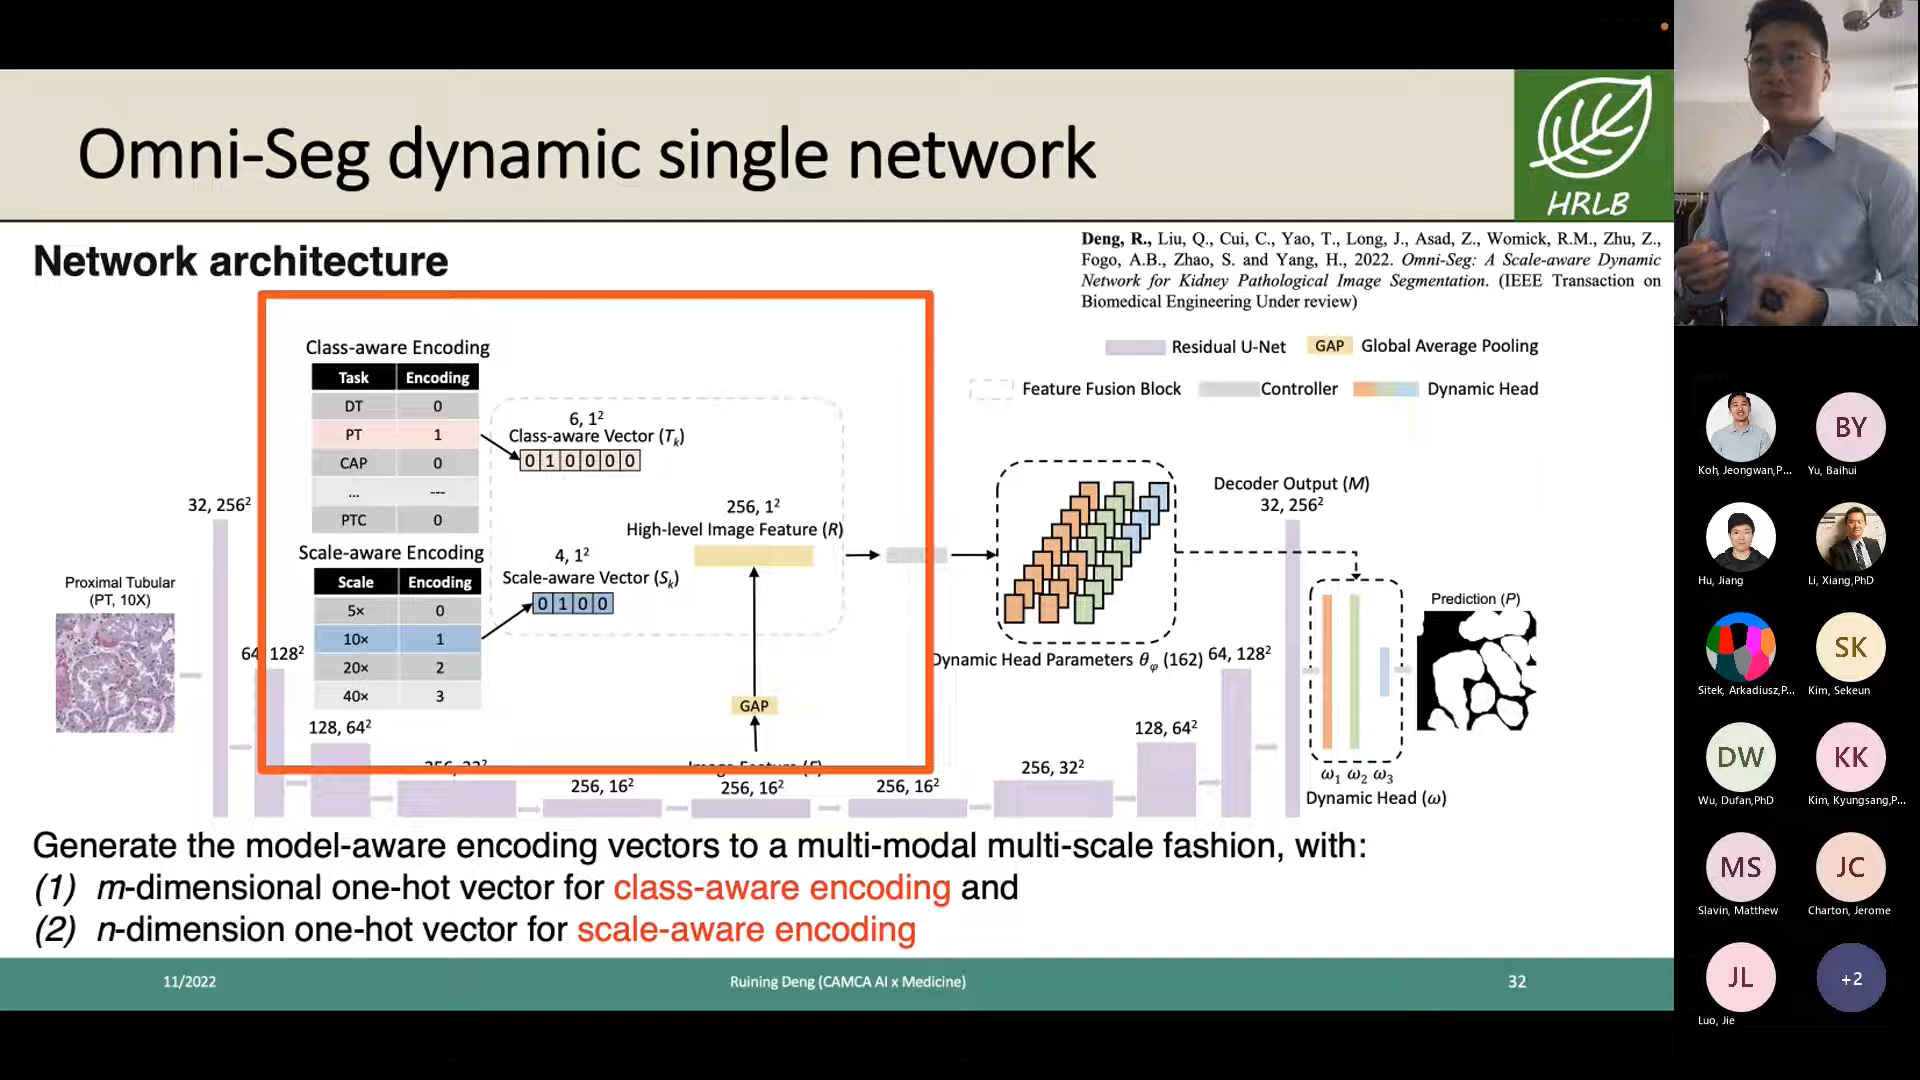 Omni-Seg dynamic single network
HRLB
Network architecture
Deng, R., Liu, Q., Cui, C., Yao, T., Long, J., Asad, Z., Womick, R.M., Zhu, Z.,
Fogo, A.B., Zhao, S. and Yang, H., 2022. Omni-Seg: A Scale-aware Dynamic
Network for Kidney Pathological Image Segmentation. (IEEE Transaction on
Biomedical Engineering Under review)
Residual U-Net
GAP Global Average Pooling
Feature Fusion Block
Controller
Dynamic Head
Class-aware Encoding
Task Encoding
DT 0
PT 1
CAP 0
... ---
PTC 0
6, 1²
Class-aware Vector (Tₖ)
0 1 0 0 0 0
Scale-aware Encoding
Scale Encoding
5× 0
10× 1
20× 2
40× 3
4, 1²
Scale-aware Vector (Sₖ)
0 1 0 0
256, 1²
High-level Image Feature (R)
GAP
Image Feature (F)
Proximal Tubular
(PT, 10X)
32, 256²
64, 128²
128, 64²
256, 32²
256, 16²
256, 16²
256, 16²
256, 32²
128, 64²
64, 128²
Dynamic Head Parameters θφ (162)
Decoder Output (M)
32, 256²
ω₁ ω₂ ω₃
Dynamic Head (ω)
Prediction (P)
Generate the model-aware encoding vectors to a multi-modal multi-scale fashion, with:
(1) m-dimensional one-hot vector for class-aware encoding and
(2) n-dimension one-hot vector for scale-aware encoding
11/2022
Ruining Deng (CAMCA AI x Medicine)
32
Koh, Jeongwan,P...
BY
Yu, Baihui
Hu, Jiang
Li, Xiang,PhD
Sitek, Arkadiusz,P...
SK
Kim, Sekeun
DW
Wu, Dufan,PhD
KK
Kim, Kyungsang,P...
MS
Slavin, Matthew
JC
Charton, Jerome
JL
Luo, Jie
+2